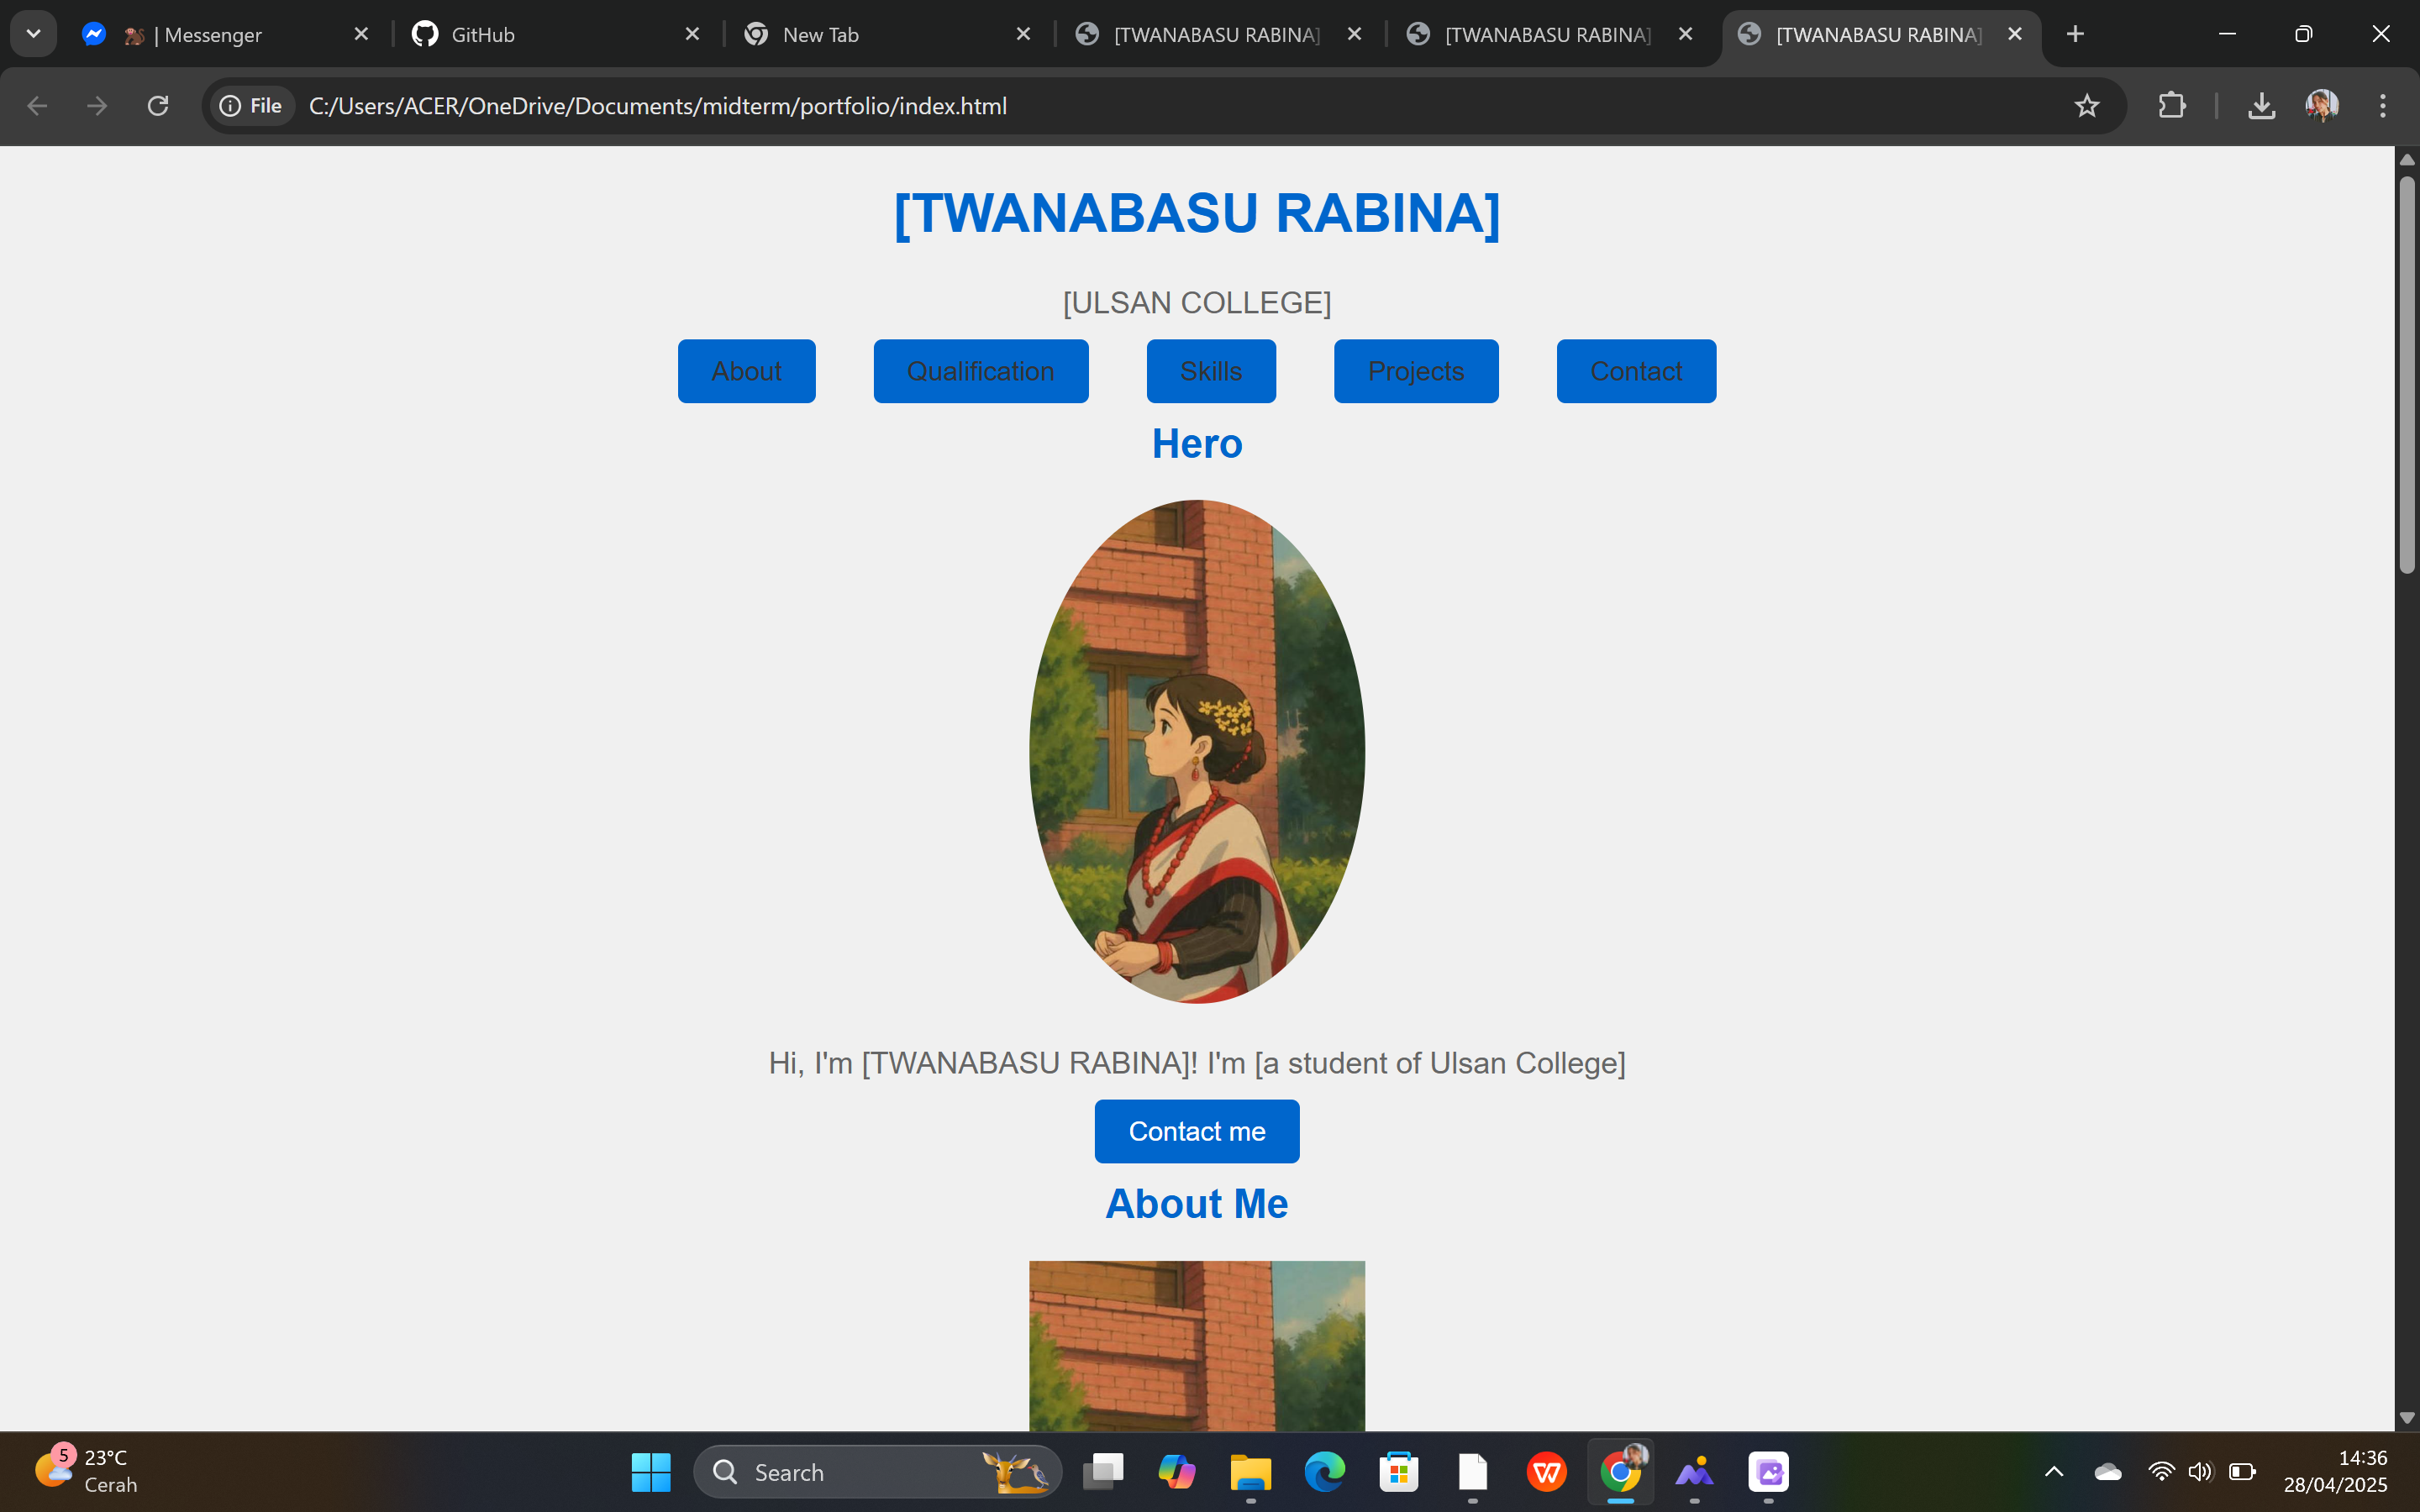 🐒 | Messenger
GitHub
New Tab
[TWANABASU RABINA]
[TWANABASU RABINA]
[TWANABASU RABINA]
File
C:/Users/ACER/OneDrive/Documents/midterm/portfolio/index.html
[TWANABASU RABINA]
[ULSAN COLLEGE]
About
Qualification
Skills
Projects
Contact
Hero
Hi, I'm [TWANABASU RABINA]! I'm [a student of Ulsan College]
Contact me
About Me
5
23°C
Cerah
Search
14:36
28/04/2025